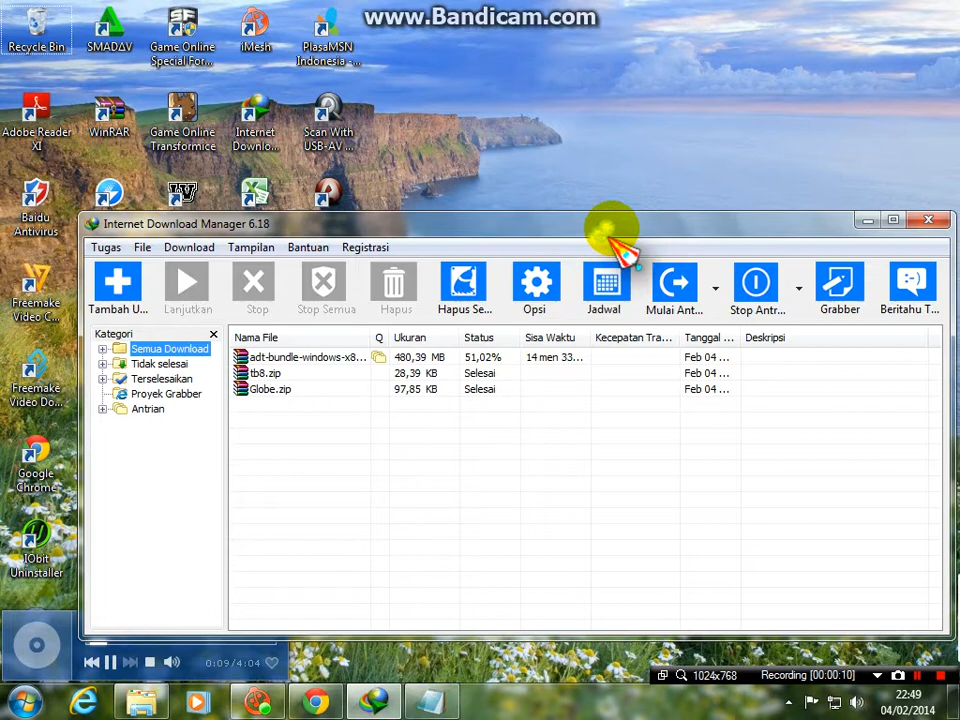 www.Bandicam.com
Recycle Bin
SMADΔV
Game Online
Special For...
iMesh
PlasaMSN
Indonesia -...
Adobe Reader
XI
WinRAR
Game Online
Transformice
Internet
Downlo...
Scan With
USB-AV ...
Baidu
Antivirus
Freemake
Video C...
Freemake
Video Do...
Google
Chrome
IObit
Uninstaller
Internet Download Manager 6.18
Tugas File Download Tampilan Bantuan Registrasi
Tambah U... Lanjutkan Stop Stop Semua Hapus Hapus Se... Opsi Jadwal Mulai Ant... Stop Antr... Grabber Beritahu T...
Kategori
Semua Download
Tidak selesai
Terselesaikan
Proyek Grabber
Antrian
Nama File Q Ukuran Status Sisa Waktu Kecepatan Tra... Tanggal ... Deskripsi
adt-bundle-windows-x8... 480,39 MB 51,02% 14 men 33... Feb 04 ...
tb8.zip 28,39 KB Selesai Feb 04 ...
Globe.zip 97,85 KB Selesai Feb 04 ...
0:09/4:04
1024x768 Recording [00:00:10]
22:49
04/02/2014